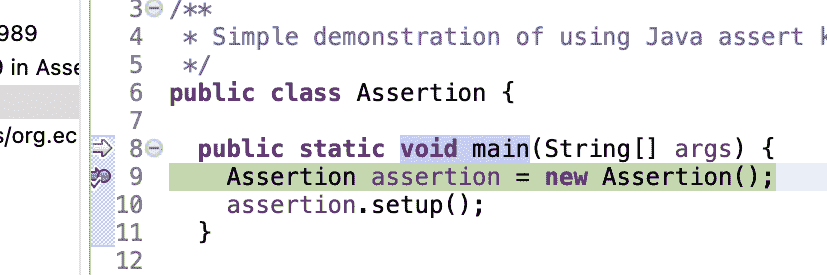 989
9 in Asse
s/org.ec
3 /**
4  * Simple demonstration of using Java assert k
5  */
6 public class Assertion {
7
8   public static void main(String[] args) {
9     Assertion assertion = new Assertion();
10     assertion.setup();
11   }
12